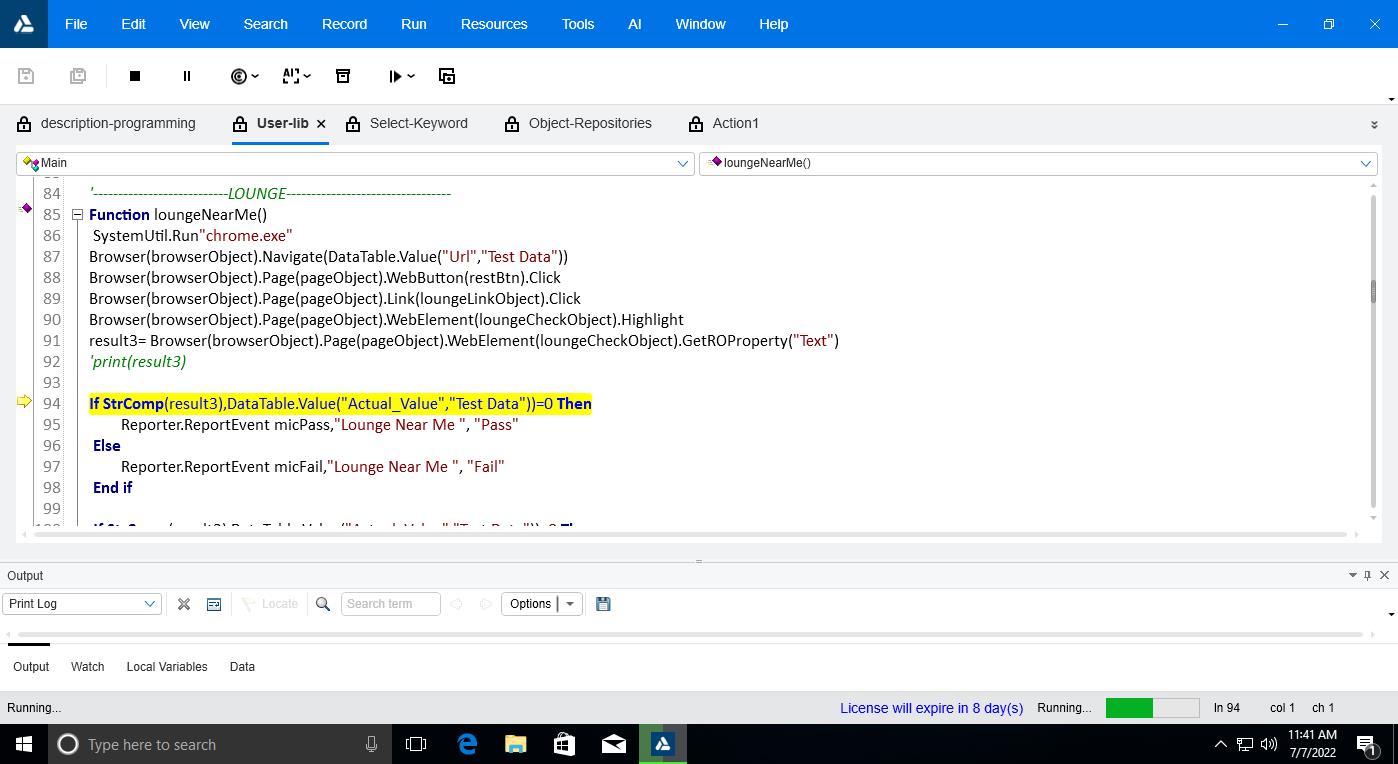 File Edit View Search Record Run Resources Tools AI Window Help
description-programming User-lib Select-Keyword Object-Repositories Action1
Main loungeNearMe()
84 '---------------------------LOUNGE---------------------------------
85 Function loungeNearMe()
86 SystemUtil.Run"chrome.exe"
87 Browser(browserObject).Navigate(DataTable.Value("Url","Test Data"))
88 Browser(browserObject).Page(pageObject).WebButton(restBtn).Click
89 Browser(browserObject).Page(pageObject).Link(loungeLinkObject).Click
90 Browser(browserObject).Page(pageObject).WebElement(loungeCheckObject).Highlight
91 result3= Browser(browserObject).Page(pageObject).WebElement(loungeCheckObject).GetROProperty("Text")
92 'print(result3)
93
94 If StrComp(result3),DataTable.Value("Actual_Value","Test Data"))=0 Then
95 Reporter.ReportEvent micPass,"Lounge Near Me ", "Pass"
96 Else
97 Reporter.ReportEvent micFail,"Lounge Near Me ", "Fail"
98 End if
99
Output
Print Log Locate Search term Options
Output Watch Local Variables Data
Running... License will expire in 8 day(s) Running... ln 94 col 1 ch 1
Type here to search
11:41 AM
7/7/2022
1